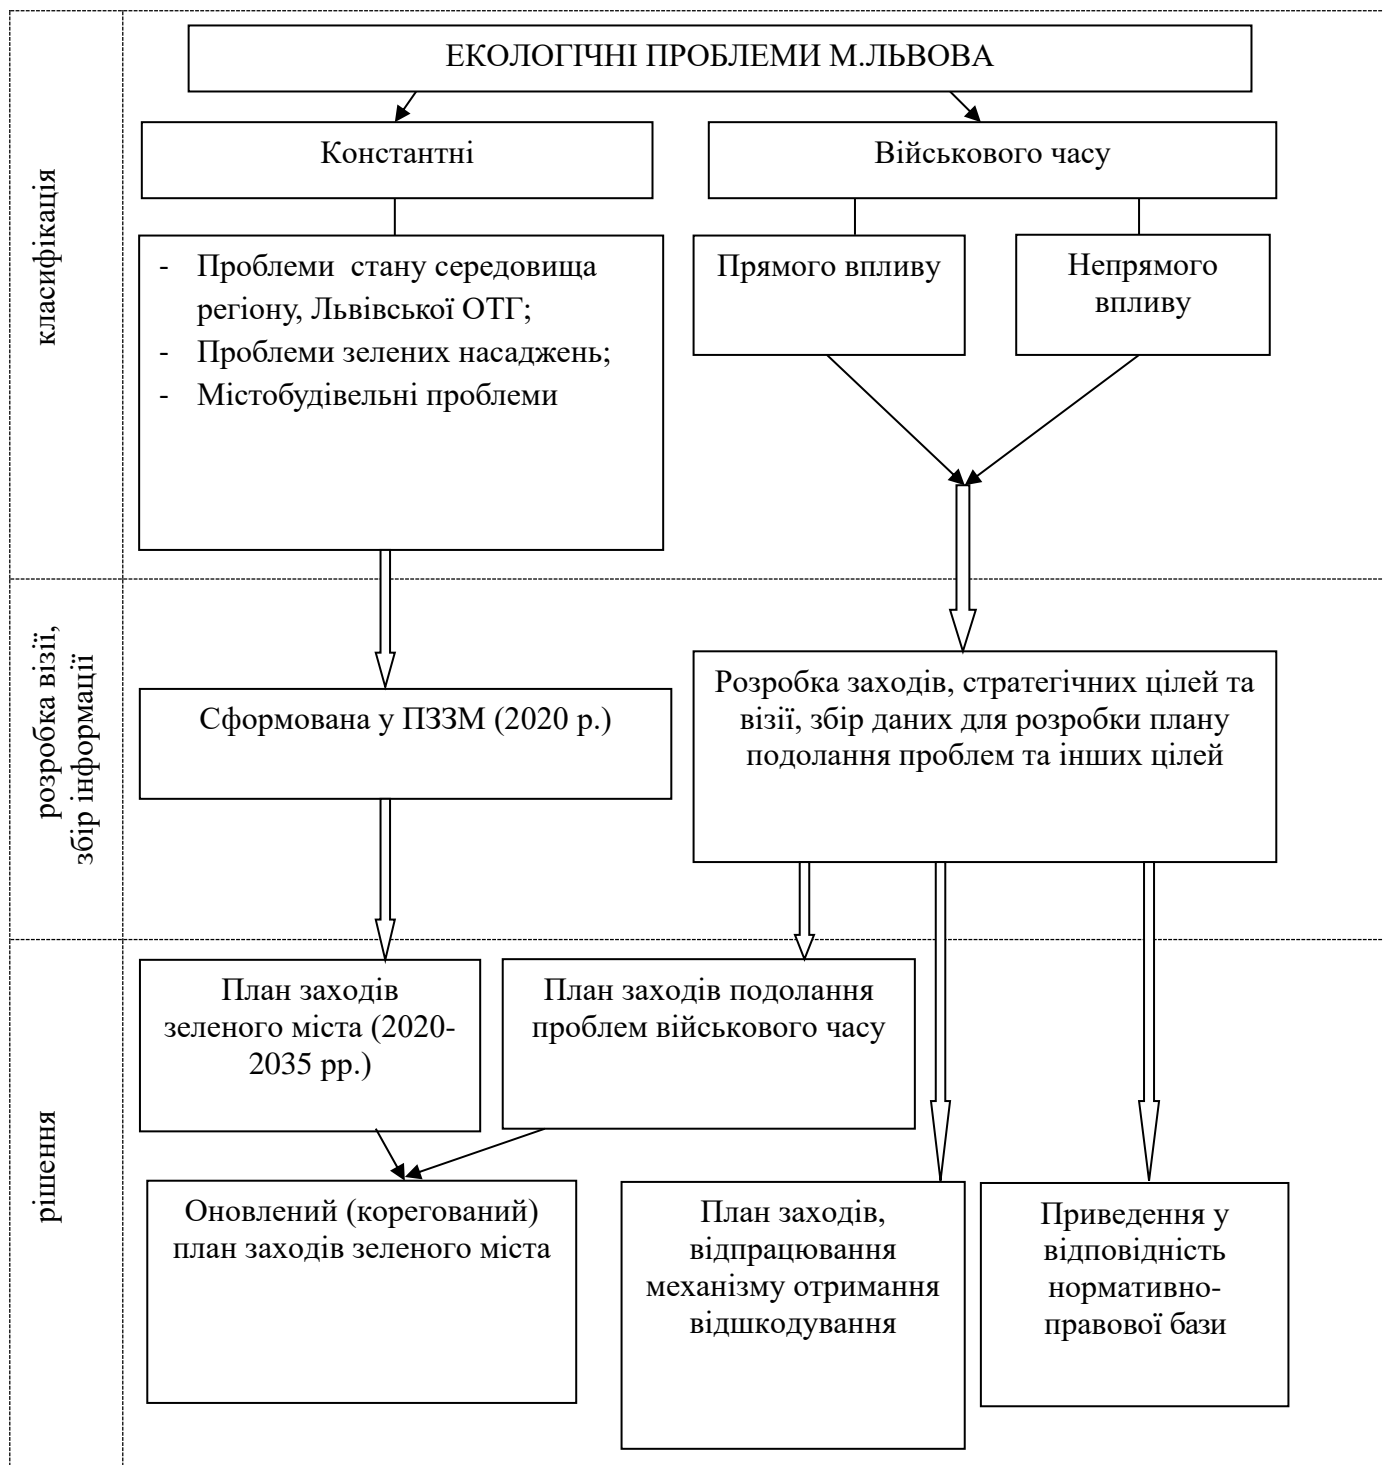 ЕКОЛОГІЧНІ ПРОБЛЕМИ М.ЛЬВОВА
класифікація
Константні
Військового часу
- Проблеми стану середовища
регіону, Львівської ОТГ;
- Проблеми зелених насаджень;
- Містобудівельні проблеми
Прямого впливу
Непрямого
впливу
розробка візії,
збір інформації
Сформована у ПЗЗМ (2020 р.)
Розробка заходів, стратегічних цілей та
візії, збір даних для розробки плану
подолання проблем та інших цілей
рішення
План заходів
зеленого міста (2020-
2035 рр.)
План заходів подолання
проблем військового часу
Оновлений (корегований)
план заходів зеленого міста
План заходів,
відпрацювання
механізму отримання
відшкодування
Приведення у
відповідність
нормативно-
правової бази